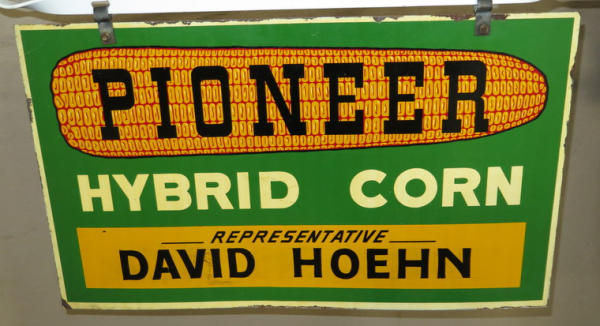 PIONEER
HYBRID CORN
REPRESENTATIVE
DAVID HOEHN